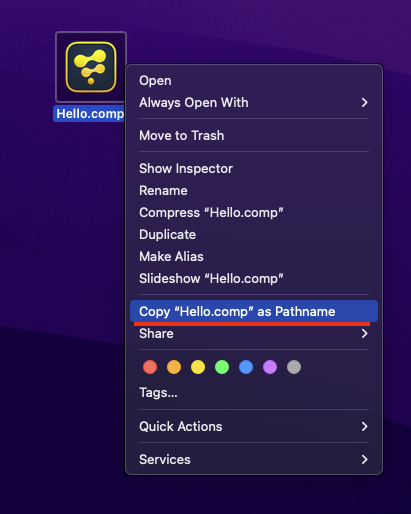 Hello.comp
Open
Always Open With
Move to Trash
Show Inspector
Rename
Compress “Hello.comp”
Duplicate
Make Alias
Slideshow “Hello.comp”
Copy “Hello.comp” as Pathname
Share
Tags...
Quick Actions
Services